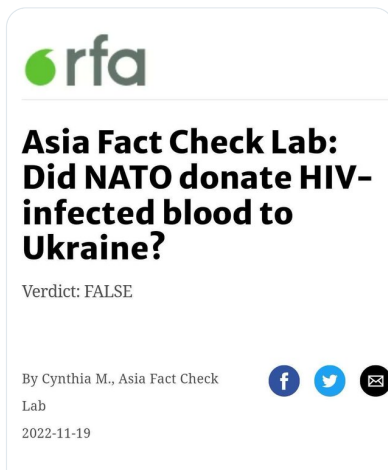 rfa
Asia Fact Check Lab:
Did NATO donate HIV-
infected blood to
Ukraine?
Verdict: FALSE
By Cynthia M., Asia Fact Check
Lab
2022-11-19